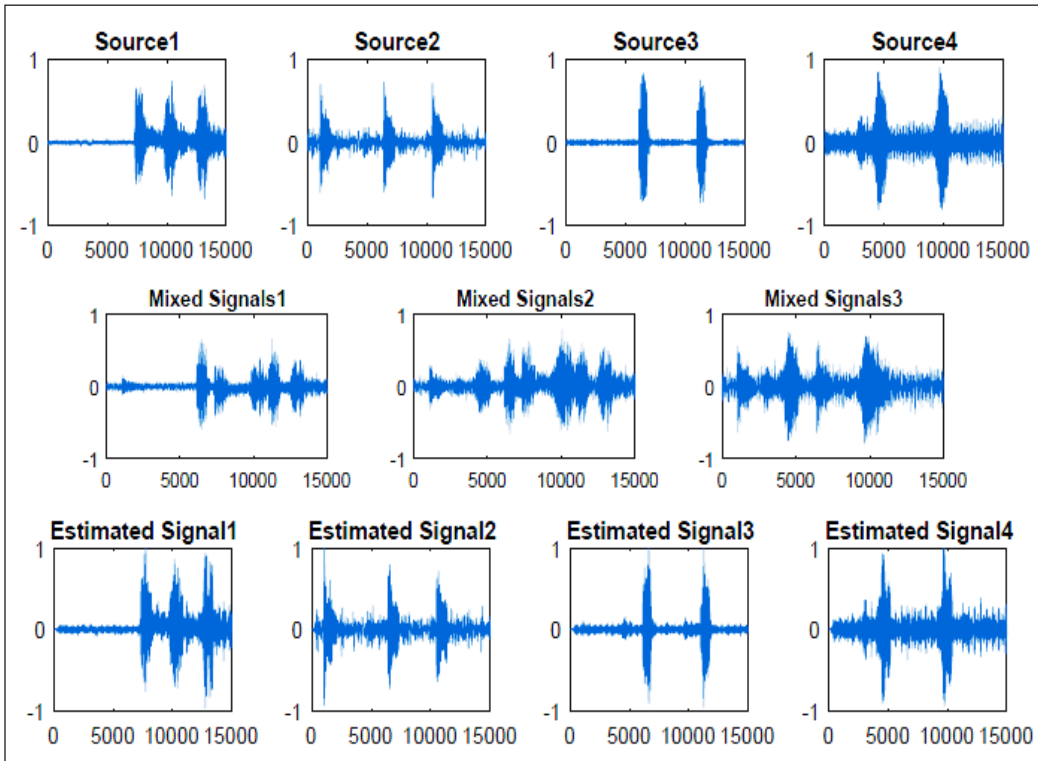 Source1 Source2 Source3 Source4
1 1 1 1
0 0 0 0
-1 -1 -1 -1
0 5000 10000 15000 0 5000 10000 15000 0 5000 10000 15000 0 5000 10000 15000
Mixed Signals1 Mixed Signals2 Mixed Signals3
1 1 1
0 0 0
-1 -1 -1
0 5000 10000 15000 0 5000 10000 15000 0 5000 10000 15000
Estimated Signal1 Estimated Signal2 Estimated Signal3 Estimated Signal4
1 1 1 1
0 0 0 0
-1 -1 -1 -1
0 5000 10000 15000 0 5000 10000 15000 0 5000 10000 15000 0 5000 10000 15000